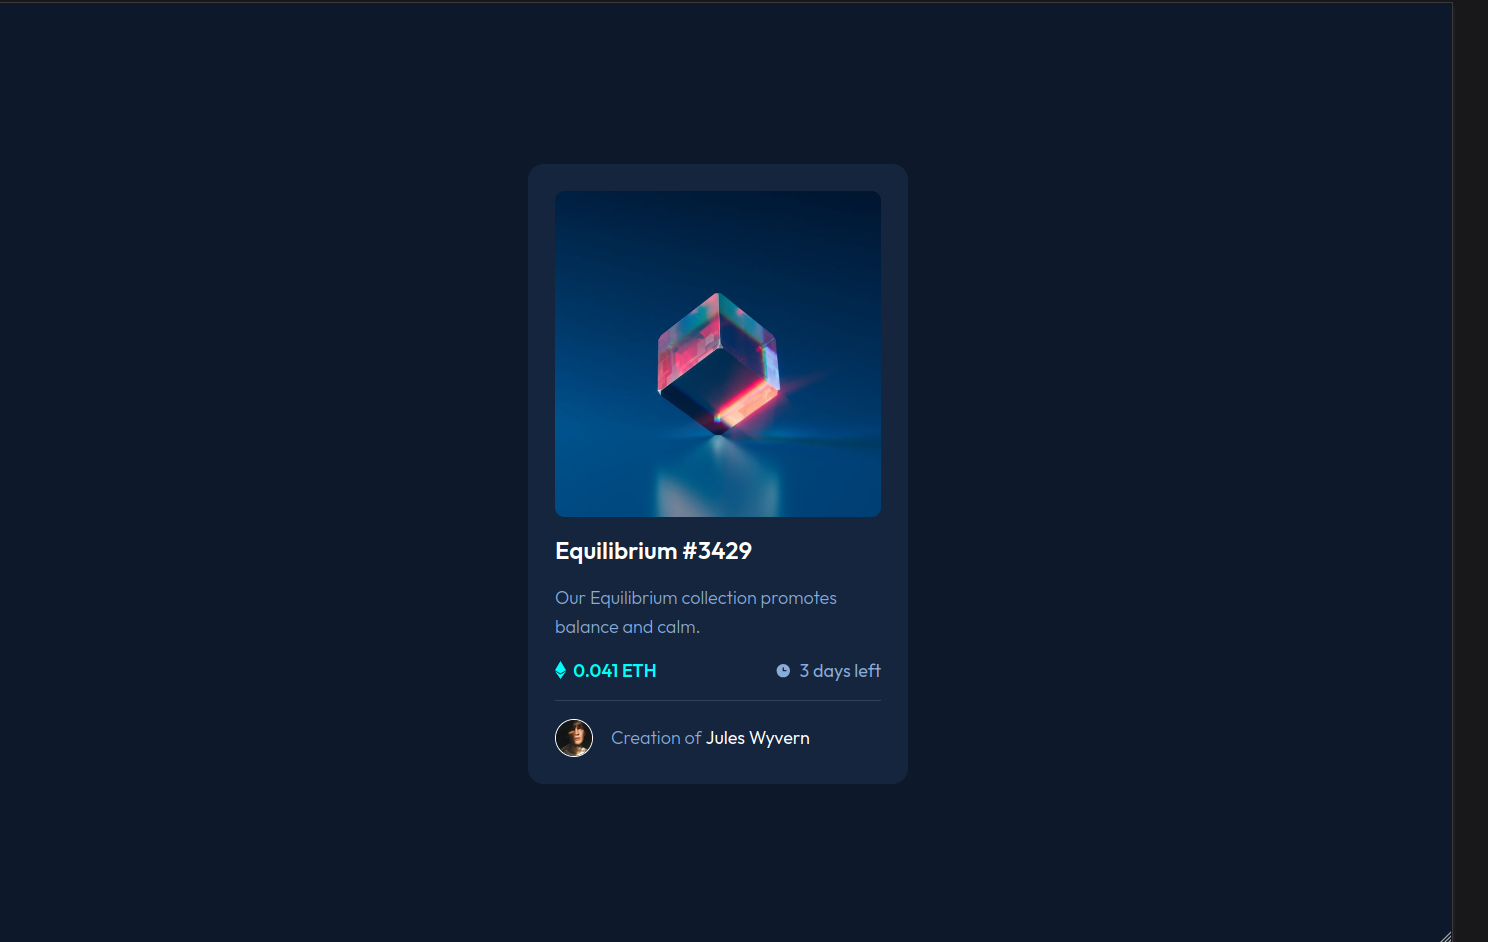 Equilibrium #3429
Our Equilibrium collection promotes
balance and calm.
0.041 ETH
3 days left
Creation of Jules Wyvern